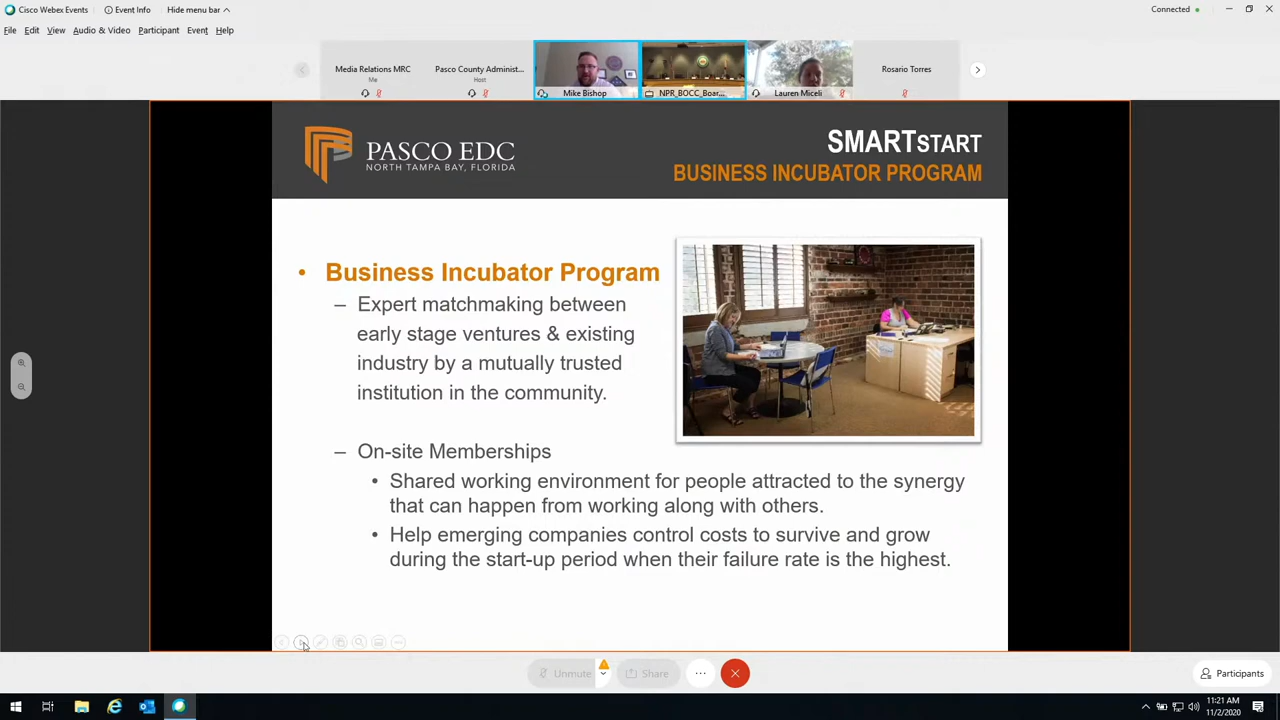 Cisco Webex Events
Event Info
Hide menu bar
Connected
File Edit View Audio & Video Participant Event Help
Media Relations MRC
Me
Pasco County Administ...
Host
Mike Bishop
NPR_BOCC_Boar...
Lauren Miceli
Rosario Torres
PASCO EDC
NORTH TAMPA BAY, FLORIDA
SMARTSTART
BUSINESS INCUBATOR PROGRAM
• Business Incubator Program
– Expert matchmaking between
early stage ventures & existing
industry by a mutually trusted
institution in the community.
– On-site Memberships
• Shared working environment for people attracted to the synergy
that can happen from working along with others.
• Help emerging companies control costs to survive and grow
during the start-up period when their failure rate is the highest.
Unmute
Share
Participants
11:21 AM
11/2/2020